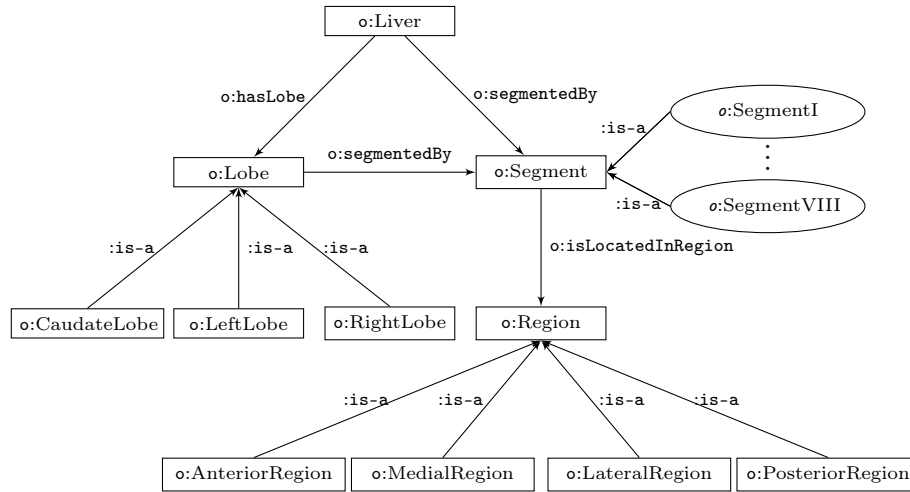 o:Liver
o:hasLobe
o:segmentedBy
o:SegmentI
:is-a
o:segmentedBy
o:Lobe
o:Segment
:is-a
o:SegmentVIII
:is-a
:is-a
:is-a
o:isLocatedInRegion
o:CaudateLobe
o:LeftLobe
o:RightLobe
o:Region
:is-a
:is-a
:is-a
:is-a
o:AnteriorRegion
o:MedialRegion
o:LateralRegion
o:PosteriorRegion